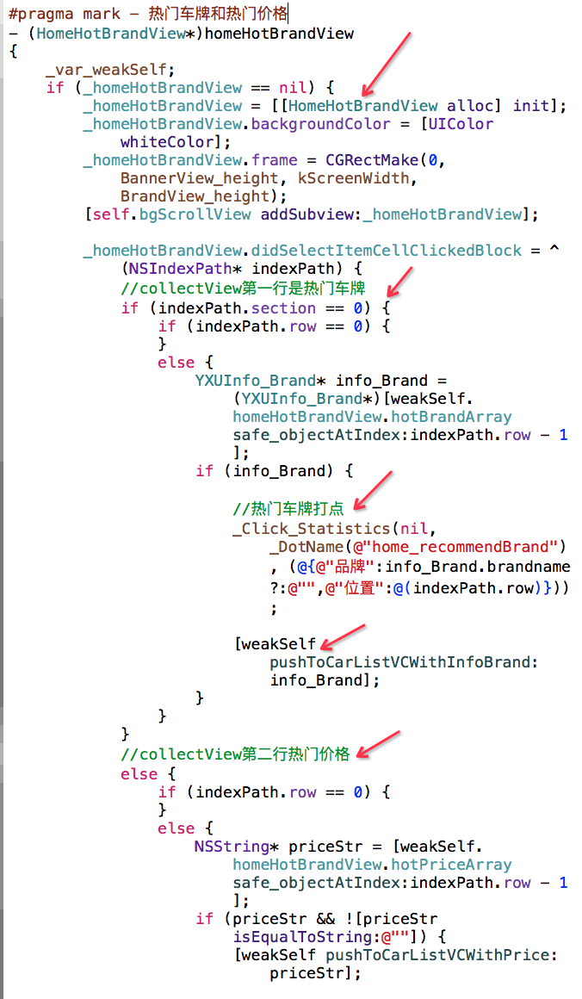 #pragma mark - 热门车牌和热门价格
- (HomeHotBrandView*)homeHotBrandView
{
_var_weakSelf;
if (_homeHotBrandView == nil) {
_homeHotBrandView = [[HomeHotBrandView alloc] init];
_homeHotBrandView.backgroundColor = [UIColor
whiteColor];
_homeHotBrandView.frame = CGRectMake(0,
BannerView_height, kScreenWidth,
BrandView_height);
[self.bgScrollView addSubview:_homeHotBrandView];
_homeHotBrandView.didSelectItemCellClickedBlock = ^
(NSIndexPath* indexPath) {
//collectView第一行是热门车牌
if (indexPath.section == 0) {
if (indexPath.row == 0) {
}
else {
YXUInfo_Brand* info_Brand =
(YXUInfo_Brand*)[weakSelf.
homeHotBrandView.hotBrandArray
safe_objectAtIndex:indexPath.row - 1
];
if (info_Brand) {
//热门车牌打点
_Click_Statistics(nil,
_DotName(@"home_recommendBrand")
, (@{@"品牌":info_Brand.brandname
?:@"",@"位置":@(indexPath.row)}))
;
[weakSelf
pushToCarListVCWithInfoBrand:
info_Brand];
}
}
}
//collectView第二行热门价格
else {
if (indexPath.row == 0) {
}
else {
NSString* priceStr = [weakSelf.
homeHotBrandView.hotPriceArray
safe_objectAtIndex:indexPath.row - 1
];
if (priceStr && ![priceStr
isEqualToString:@""]) {
[weakSelf pushToCarListVCWithPrice:
priceStr];